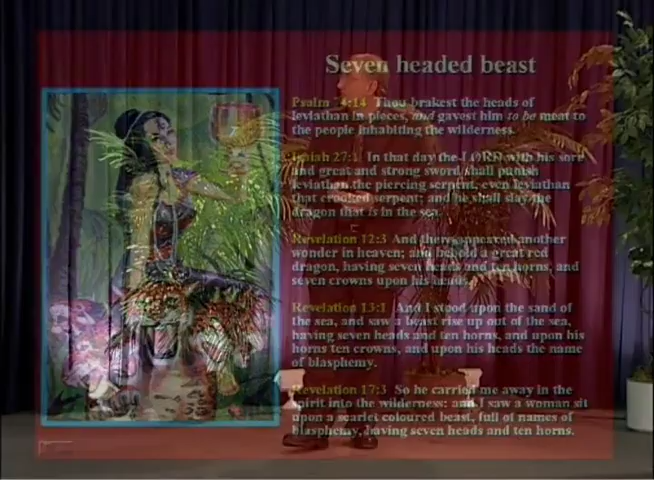 Seven headed beast
Psalm 74:14 Thou brakest the heads of
leviathan in pieces, and gavest him to be meat to
the people inhabiting the wilderness.
Isaiah 27:1 In that day the LORD with his sore
and great and strong sword shall punish
leviathan the piercing serpent, even leviathan
that crooked serpent; and he shall slay the
dragon that is in the sea.
Revelation 12:3 And there appeared another
wonder in heaven; and behold a great red
dragon, having seven heads and ten horns, and
seven crowns upon his heads.
Revelation 13:1 And I stood upon the sand of
the sea, and saw a beast rise up out of the sea,
having seven heads and ten horns, and upon his
horns ten crowns, and upon his heads the name
of blasphemy.
Revelation 17:3 So he carried me away in the
spirit into the wilderness: and I saw a woman sit
upon a scarlet coloured beast, full of names of
blasphemy, having seven heads and ten horns.